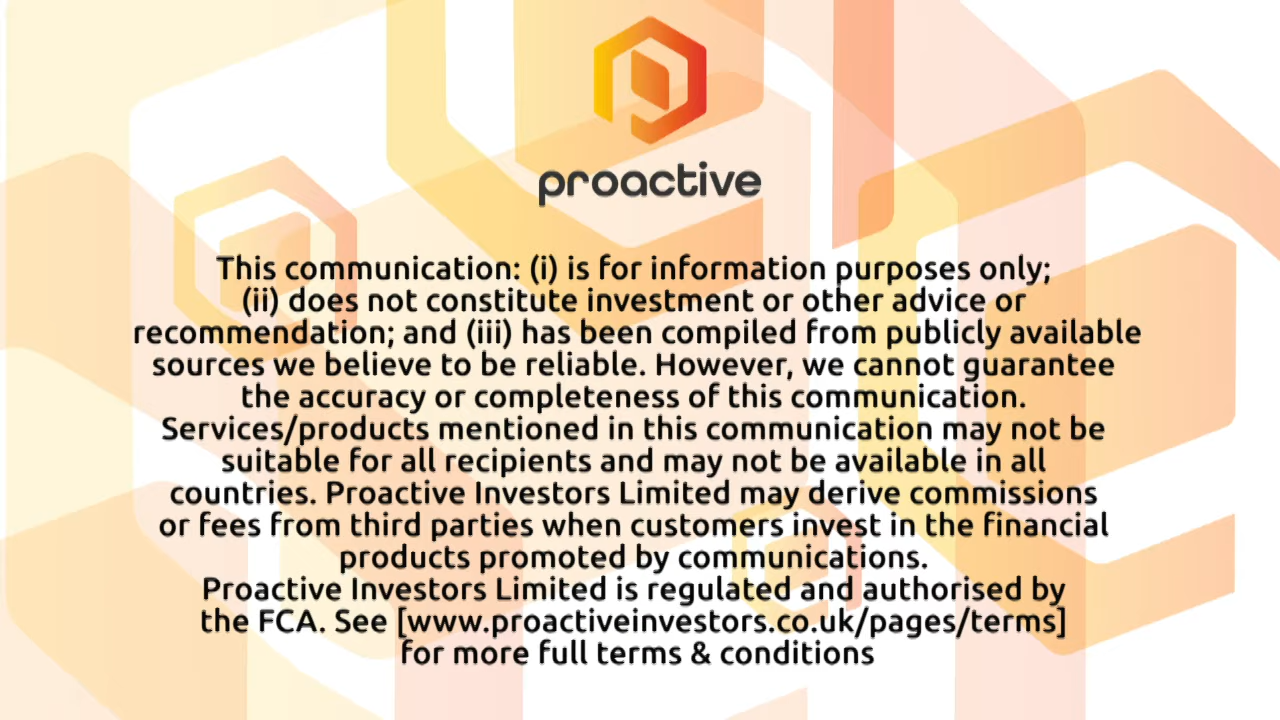 proactive
This communication: (i) is for information purposes only;
(ii) does not constitute investment or other advice or
recommendation; and (iii) has been compiled from publicly available
sources we believe to be reliable. However, we cannot guarantee
the accuracy or completeness of this communication.
Services/products mentioned in this communication may not be
suitable for all recipients and may not be available in all
countries. Proactive Investors Limited may derive commissions
or fees from third parties when customers invest in the financial
products promoted by communications.
Proactive Investors Limited is regulated and authorised by
the FCA. See [www.proactiveinvestors.co.uk/pages/terms]
for more full terms & conditions